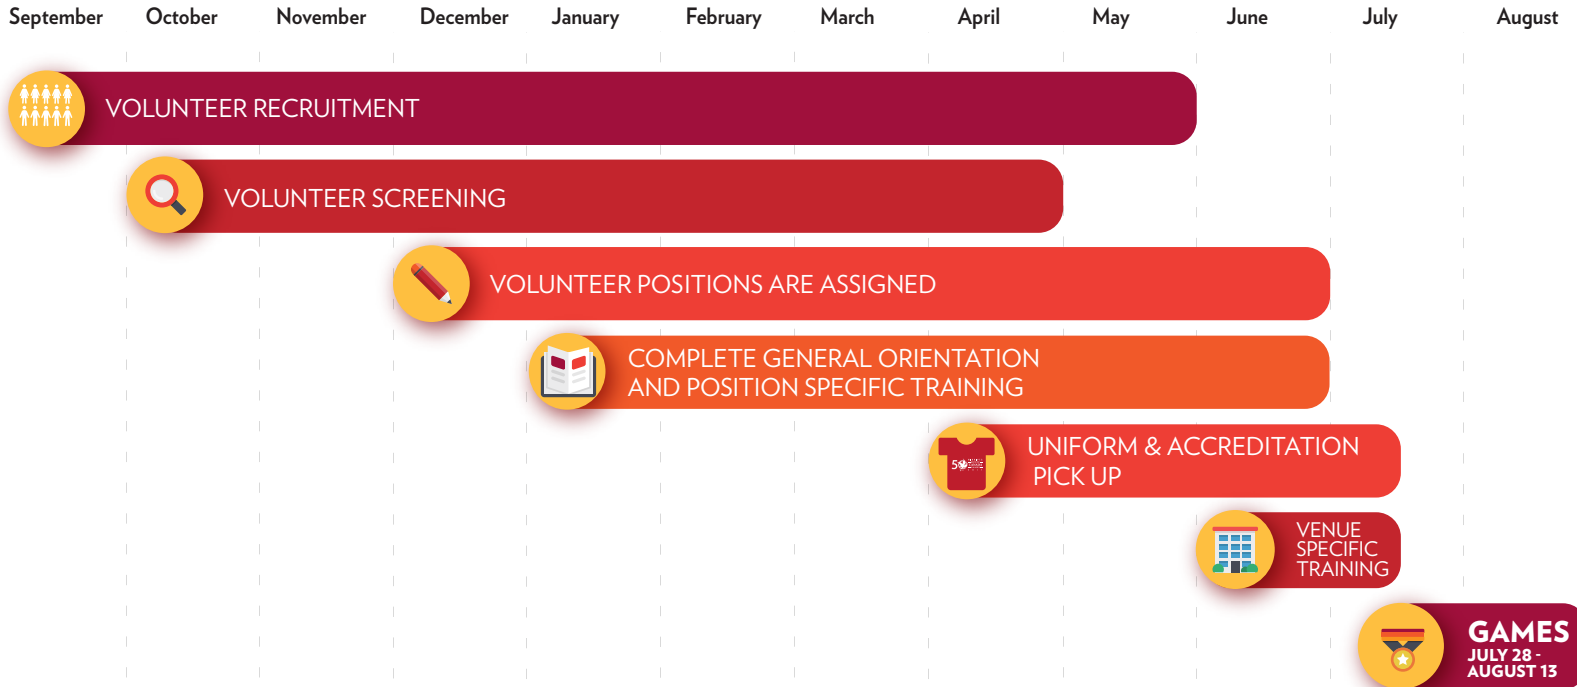 September October November December January February March April May June July August
VOLUNTEER RECRUITMENT
VOLUNTEER SCREENING
VOLUNTEER POSITIONS ARE ASSIGNED
COMPLETE GENERAL ORIENTATION
AND POSITION SPECIFIC TRAINING
UNIFORM & ACCREDITATION
PICK UP
50
VENUE
SPECIFIC
TRAINING
GAMES
JULY 28 -
AUGUST 13